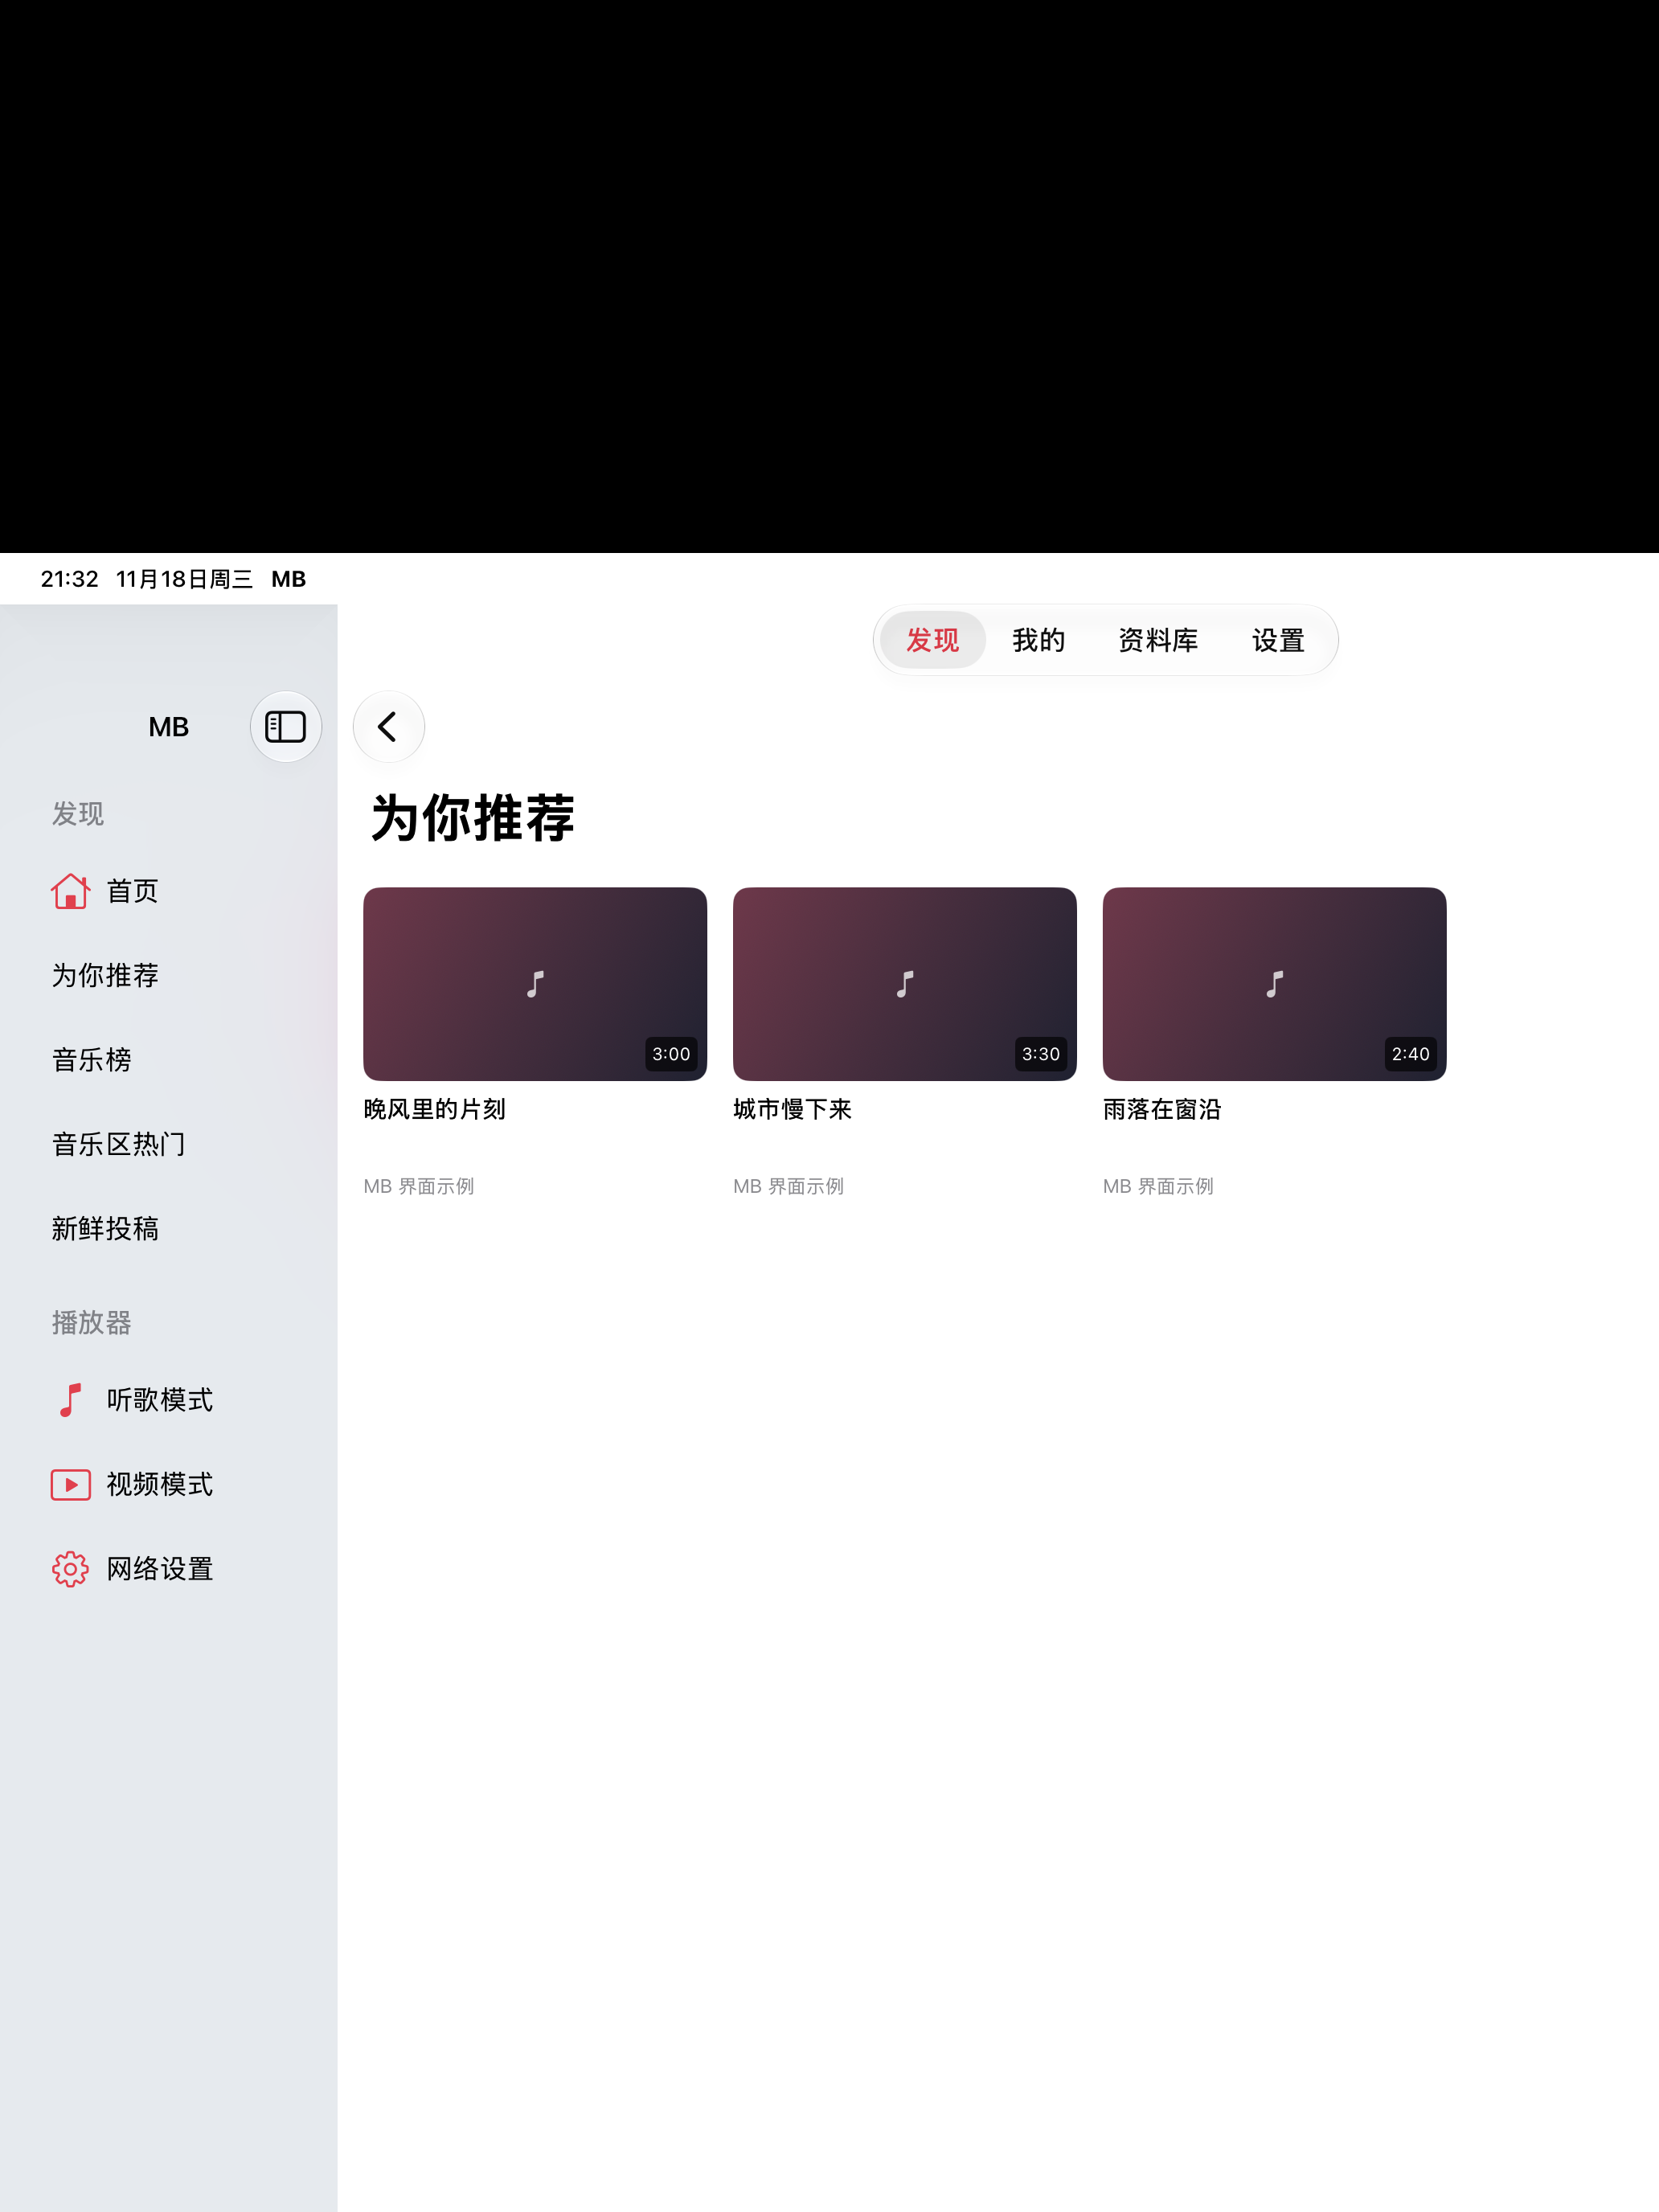 21:32 11月18日周三 MB
发现 我的 资料库 设置
MB
发现
首页
为你推荐
音乐榜
音乐区热门
新鲜投稿
播放器
听歌模式
视频模式
网络设置
为你推荐
3:00
3:30
2:40
晚风里的片刻
城市慢下来
雨落在窗沿
MB 界面示例
MB 界面示例
MB 界面示例